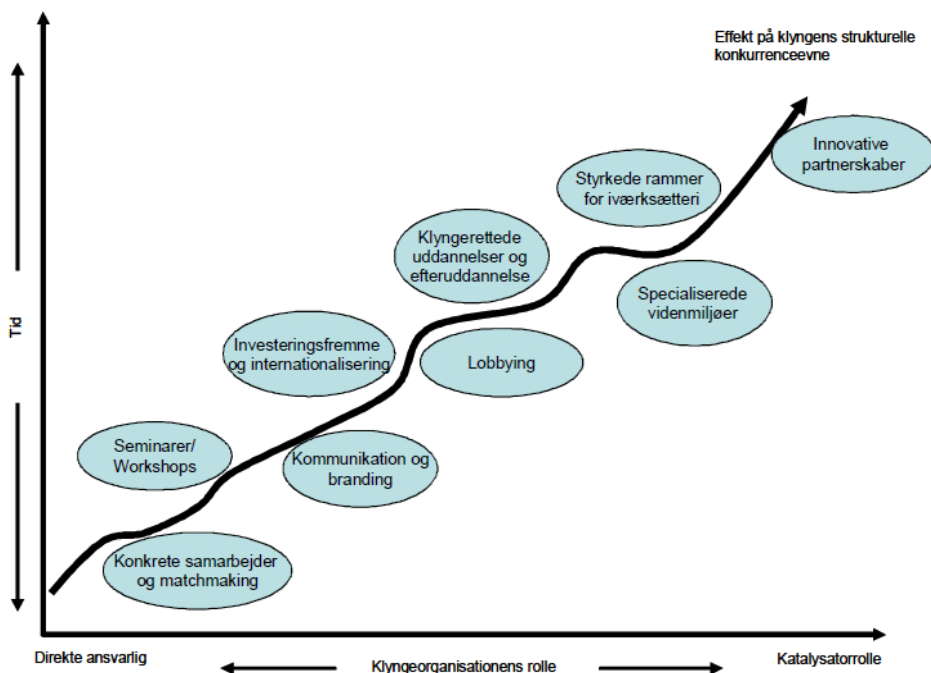 Effekt på klyngens strukturelle
konkurrenceevne
Innovative
partnerskaber
Styrkede rammer
for iværksætteri
Klyngerettede
uddannelser og
efteruddannelse
Specialiserede
videnmiljøer
Tid
Investeringsfremme
og internationalisering
Lobbying
Seminarer/
Workshops
Kommunikation og
branding
Konkrete samarbejder
og matchmaking
Direkte ansvarlig
Klyngeorganisationens rolle
Katalysatorrolle